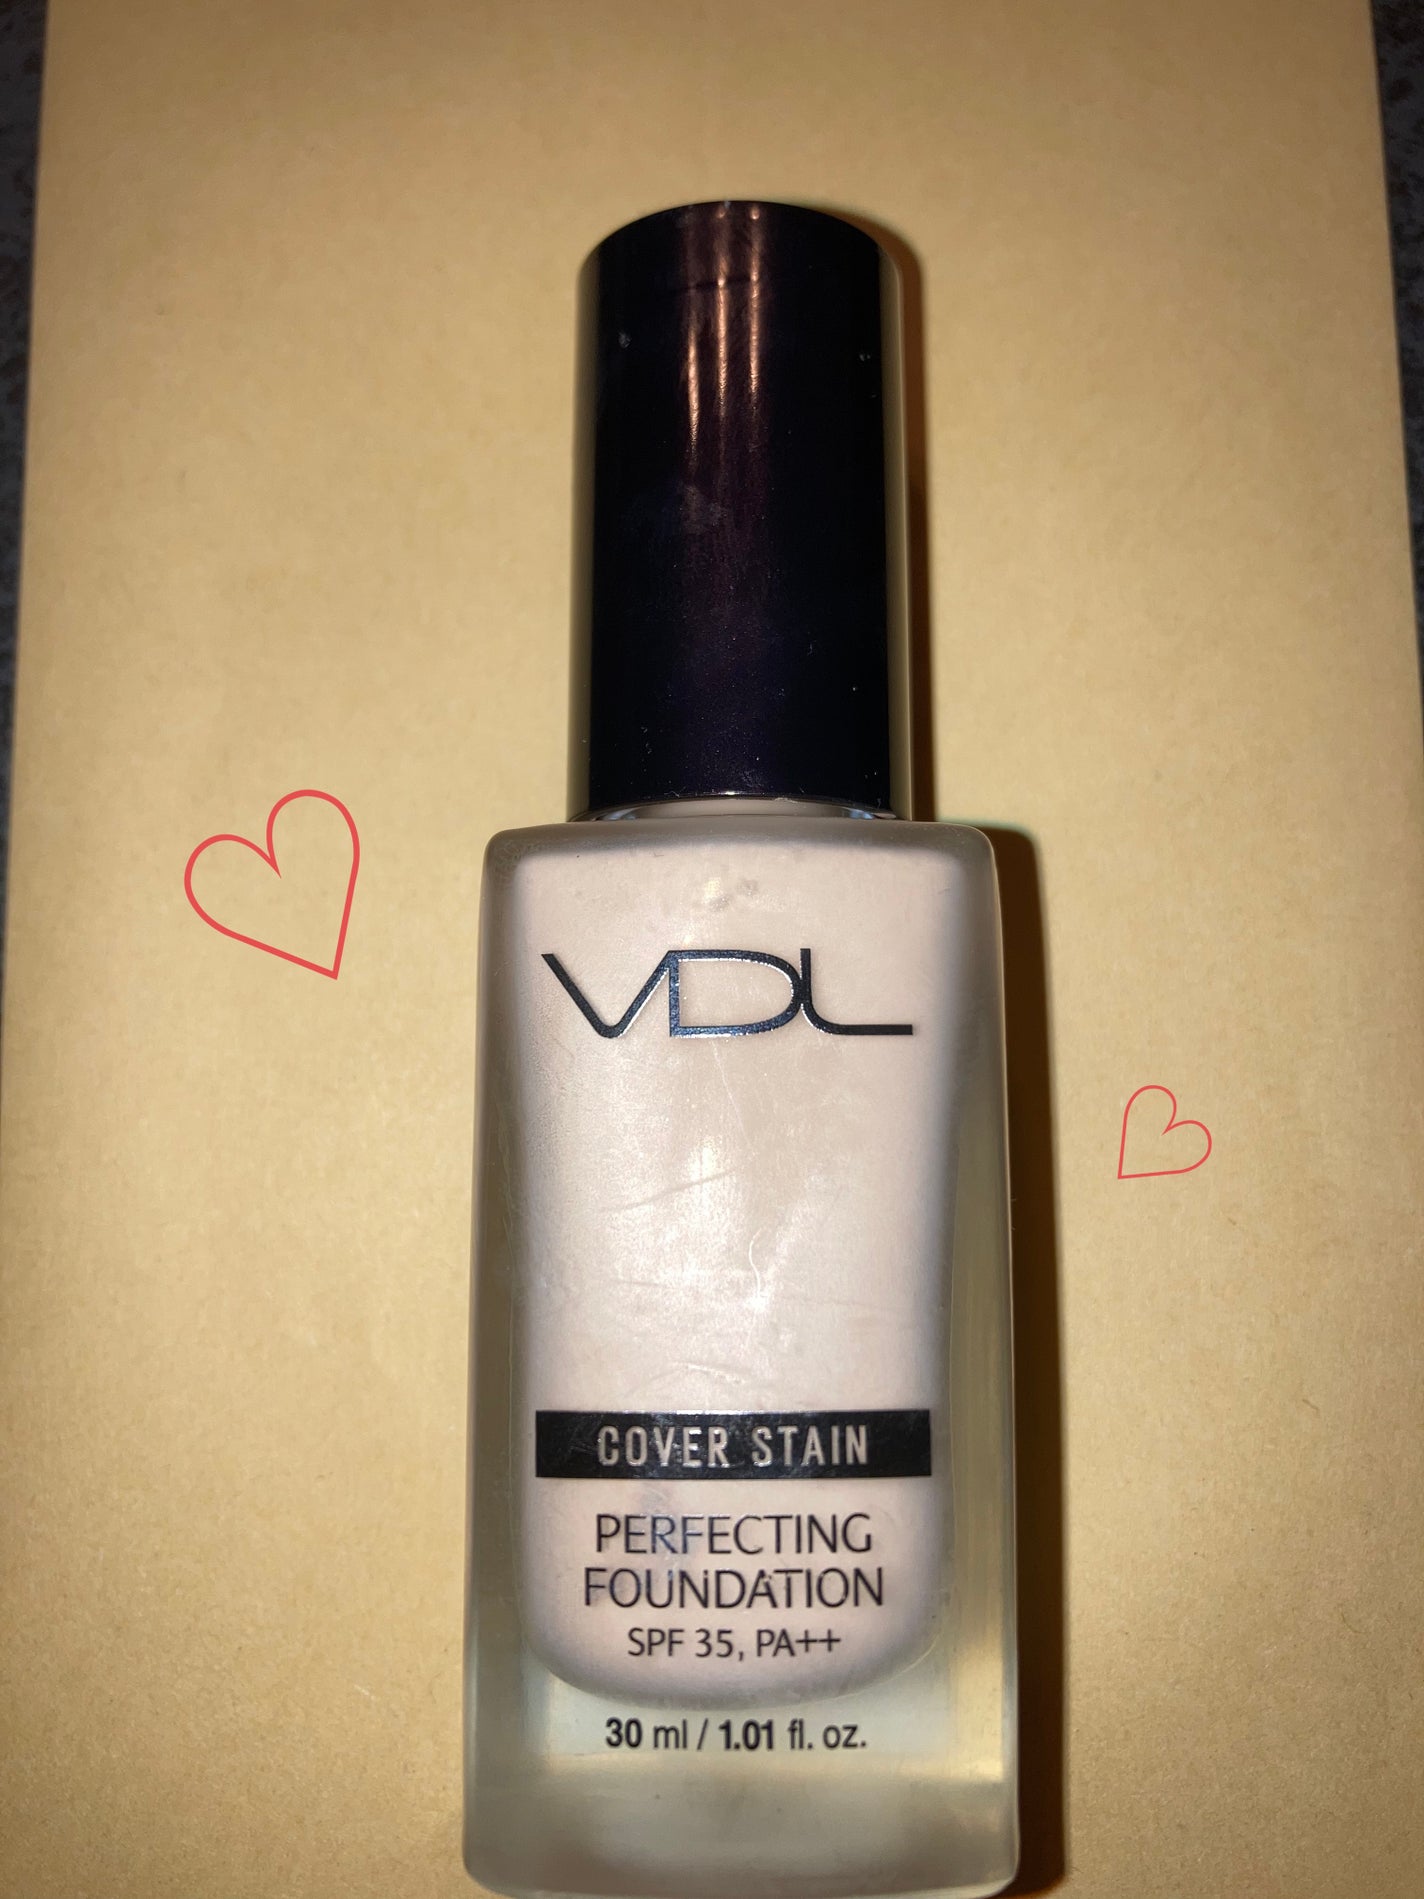 VDL
COVER STAIN
PERFECTING
FOUNDATION
SPF 35, PA++
30 ml / 1.01 fl. oz.